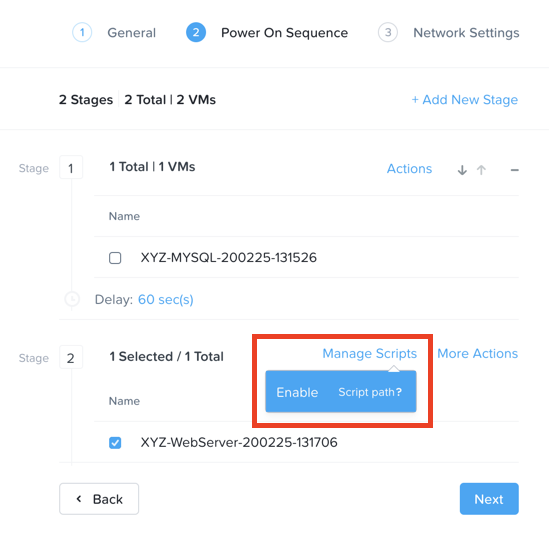 1 General 2 Power On Sequence 3 Network Settings
2 Stages 2 Total | 2 VMs + Add New Stage
Stage 1 1 Total | 1 VMs Actions
Name
XYZ-MYSQL-200225-131526
Delay: 60 sec(s)
Stage 2 1 Selected / 1 Total Manage Scripts More Actions
Enable Script path?
Name
XYZ-WebServer-200225-131706
Back Next